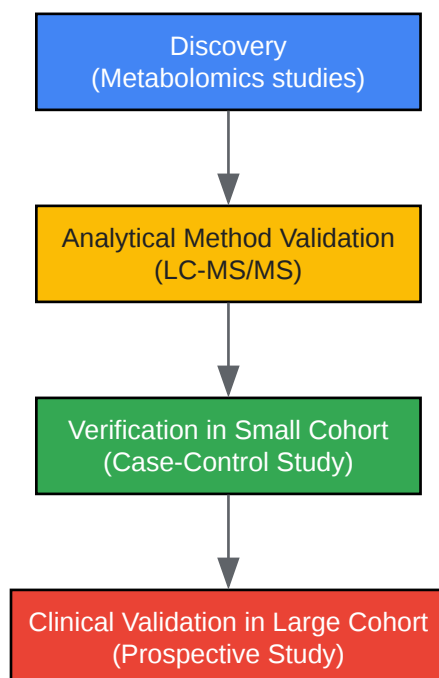 Discovery
(Metabolomics studies)
Analytical Method Validation
(LC-MS/MS)
Verification in Small Cohort
(Case-Control Study)
Clinical Validation in Large Cohort
(Prospective Study)